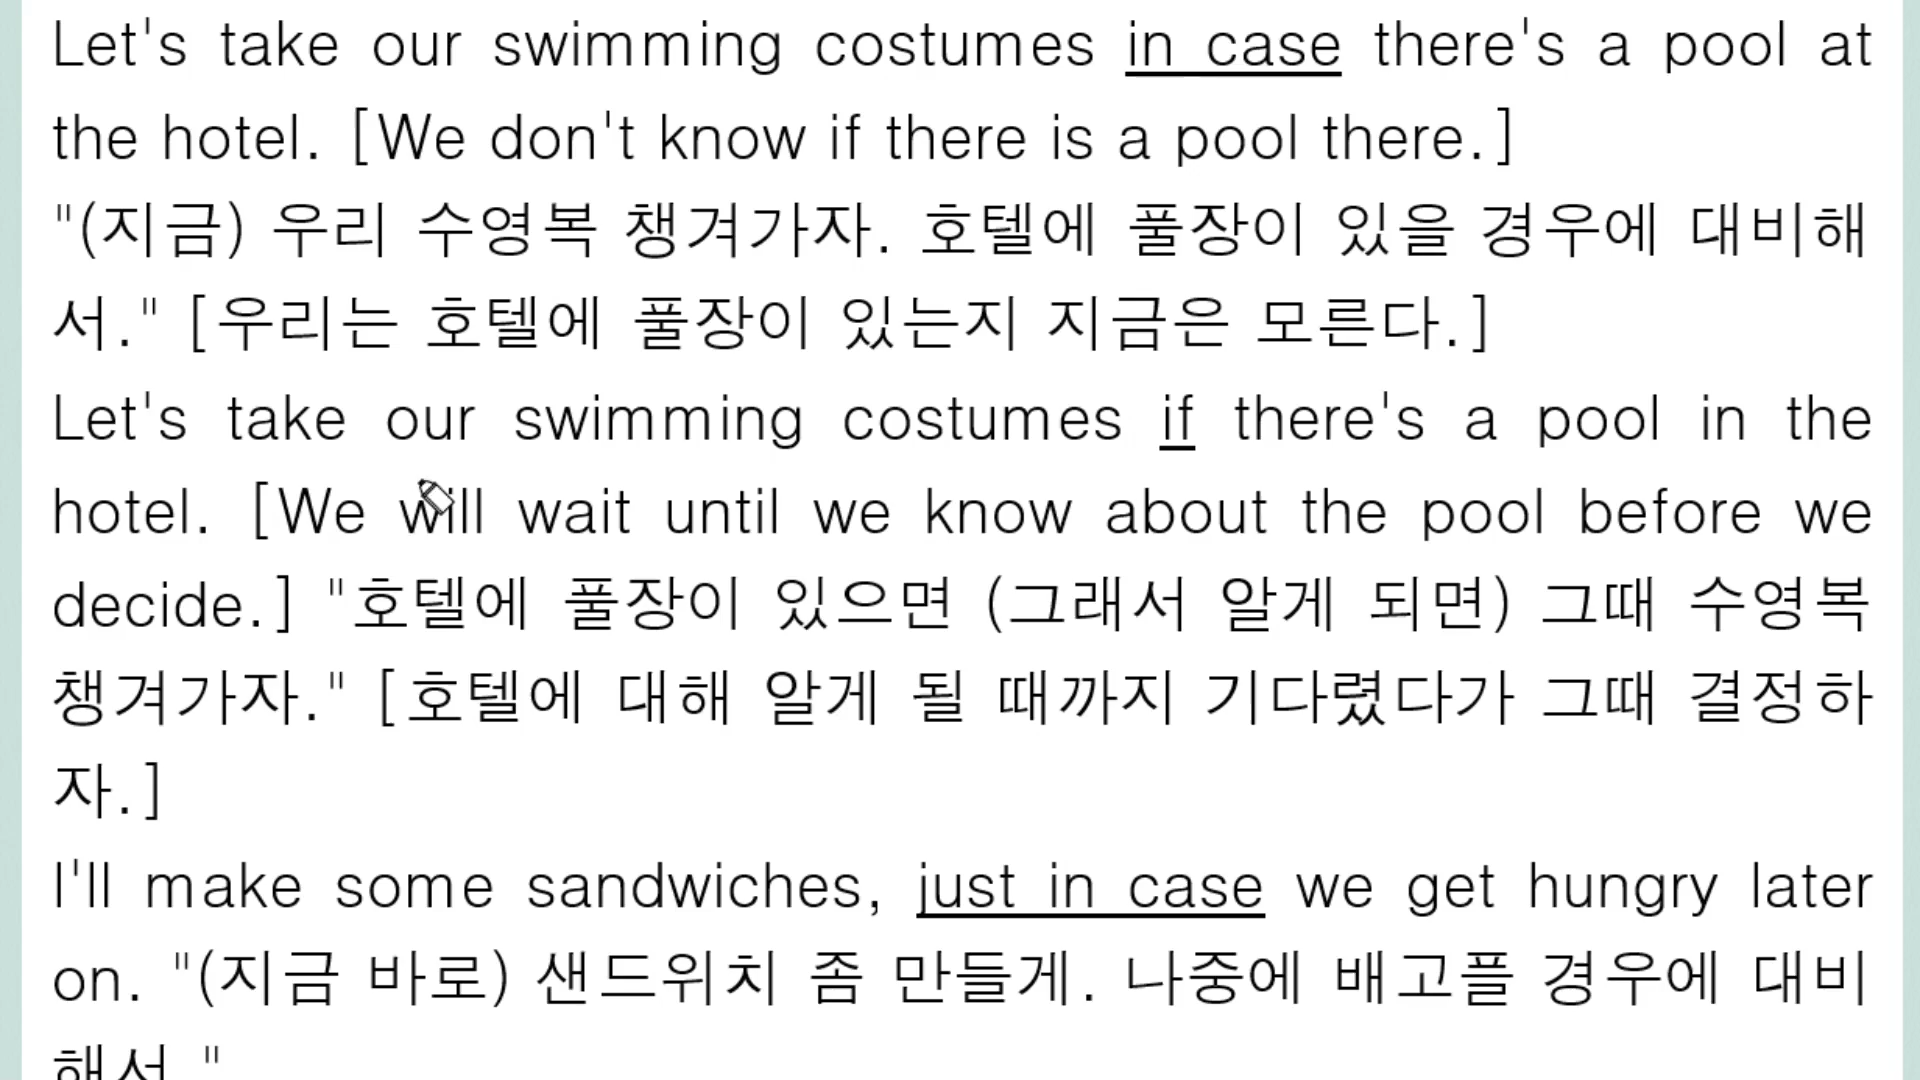 Let's take our swimming costumes in case there's a pool at
the hotel. [We don't know if there is a pool there.]
"(지금) 우리 수영복 챙겨가자. 호텔에 풀장이 있을 경우에 대비해
서." [우리는 호텔에 풀장이 있는지 지금은 모른다.]
Let's take our swimming costumes if there's a pool in the
hotel. [We will wait until we know about the pool before we
decide.] "호텔에 풀장이 있으면 (그래서 알게 되면) 그때 수영복
챙겨가자." [호텔에 대해 알게 될 때까지 기다렸다가 그때 결정하
자.]
I'll make some sandwiches, just in case we get hungry later
on. "(지금 바로) 샌드위치 좀 만들게. 나중에 배고플 경우에 대비
해서."